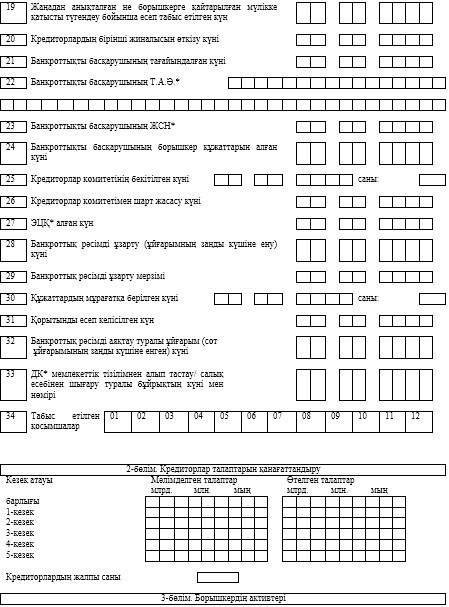 19 Жаңадан анықталған не борышкерге қайтарылған мүлікке
қатысты түгендеу бойынша есеп табыс етілген күн
20 Кредиторлардың бірінші жиналысын өткізу күні
21 Банкроттықты басқарушының тағайындалған күні
22 Банкроттықты басқарушының Т.А.Ә.*
23 Банкроттықты басқарушының ЖСН*
24 Банкроттықты басқарушының борышкер құжаттарын алған
күні
25 Кредиторлар комитетінің бекітілген күні саны:
26 Кредиторлар комитетімен шарт жасасу күні
27 ЭЦҚ* алған күн
28 Банкроттық рәсімді ұзарту (ұйғарымның заңды күшіне ену)
күні
29 Банкроттық рәсімді ұзарту мерзімі
30 Құжаттардың мұрағатқа берілген күні саны:
31 Қорытынды есеп келісілген күн
32 Банкроттық рәсімді аяқтау туралы ұйғарым (сот
ұйғарымының заңды күшіне енген) күні
33 ДК* мемлекеттік тізілімнен алып тастау/ салық
есебінен шығару туралы бұйрықтың күні мен
нөмірі
34 Табыс етілген 01 02 03 04 05 06 07 08 09 10 11 12
қосымшалар
2-бөлім. Кредиторлар талаптарын қанағаттандыру
Кезек атауы Мәлімделген талаптар Өтелген талаптар
млрд. млн. мың млрд. млн. мың
барлығы
1-кезек
2-кезек
3-кезек
4-кезек
5-кезек
Кредиторлардың жалпы саны
3-бөлім. Борышкердің активтері